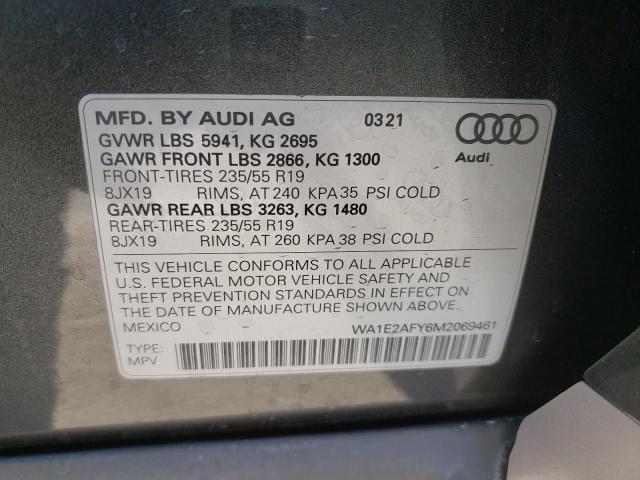 MFD. BY AUDI AG 0321
GVWR LBS 5941, KG 2695
GAWR FRONT LBS 2866, KG 1300
Audi
FRONT-TIRES 235/55 R19
8JX19 RIMS, AT 240 KPA 35 PSI COLD
GAWR REAR LBS 3263, KG 1480
REAR-TIRES 235/55 R19
8JX19 RIMS, AT 260 KPA 38 PSI COLD
THIS VEHICLE CONFORMS TO ALL APPLICABLE
U.S. FEDERAL MOTOR VEHICLE SAFETY AND
THEFT PREVENTION STANDARDS IN EFFECT ON
THE DATE OF MANUFACTURE SHOWN ABOVE.
MEXICO WA1E2AFY6M2069461
TYPE:
MPV